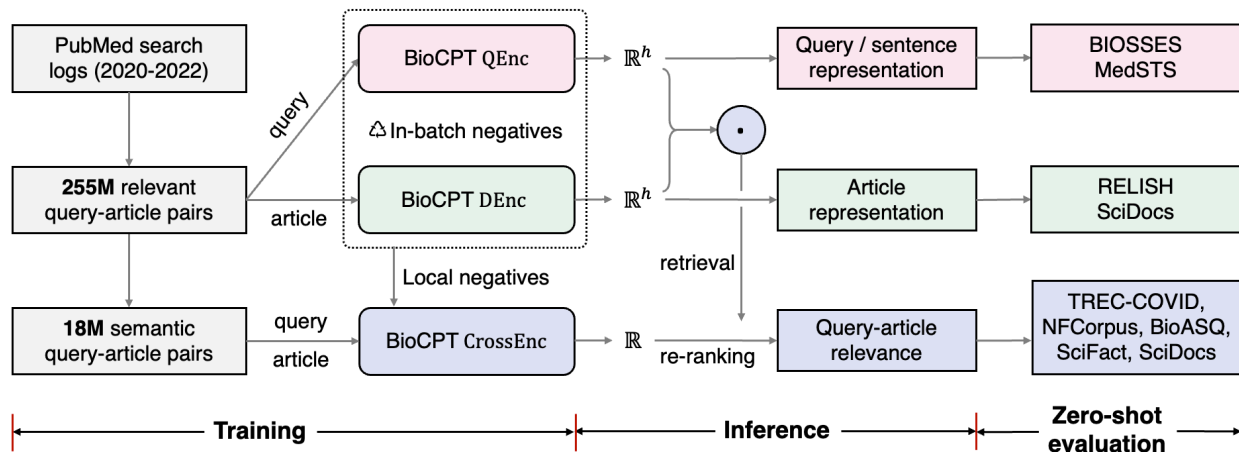 PubMed search
logs (2020-2022)
BioCPT QEnc
ℝʰ
Query / sentence
representation
BIOSSES
MedSTS
query
♺ In-batch negatives
·
255M relevant
query-article pairs
article
BioCPT DEnc
ℝʰ
Article
representation
RELISH
SciDocs
Local negatives
retrieval
18M semantic
query-article pairs
query
article
BioCPT CrossEnc
ℝ
re-ranking
Query-article
relevance
TREC-COVID,
NFCorpus, BioASQ,
SciFact, SciDocs
Training
Inference
Zero-shot
evaluation